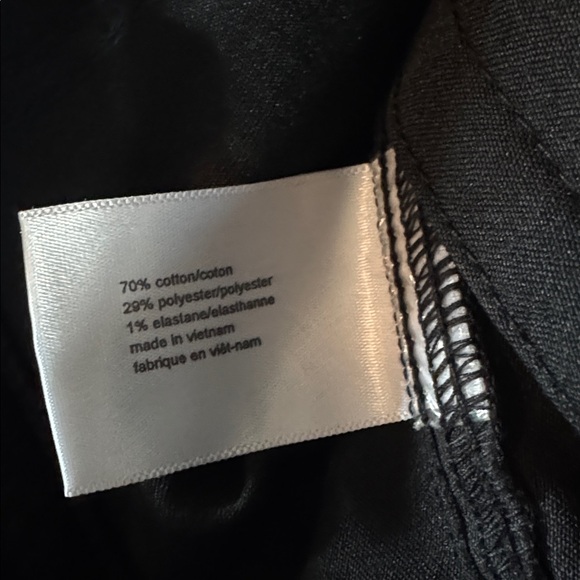 70% cotton/coton
29% polyester/polyester
1% elastane/elasthanne
made in vietnam
fabrique en viêt-nam